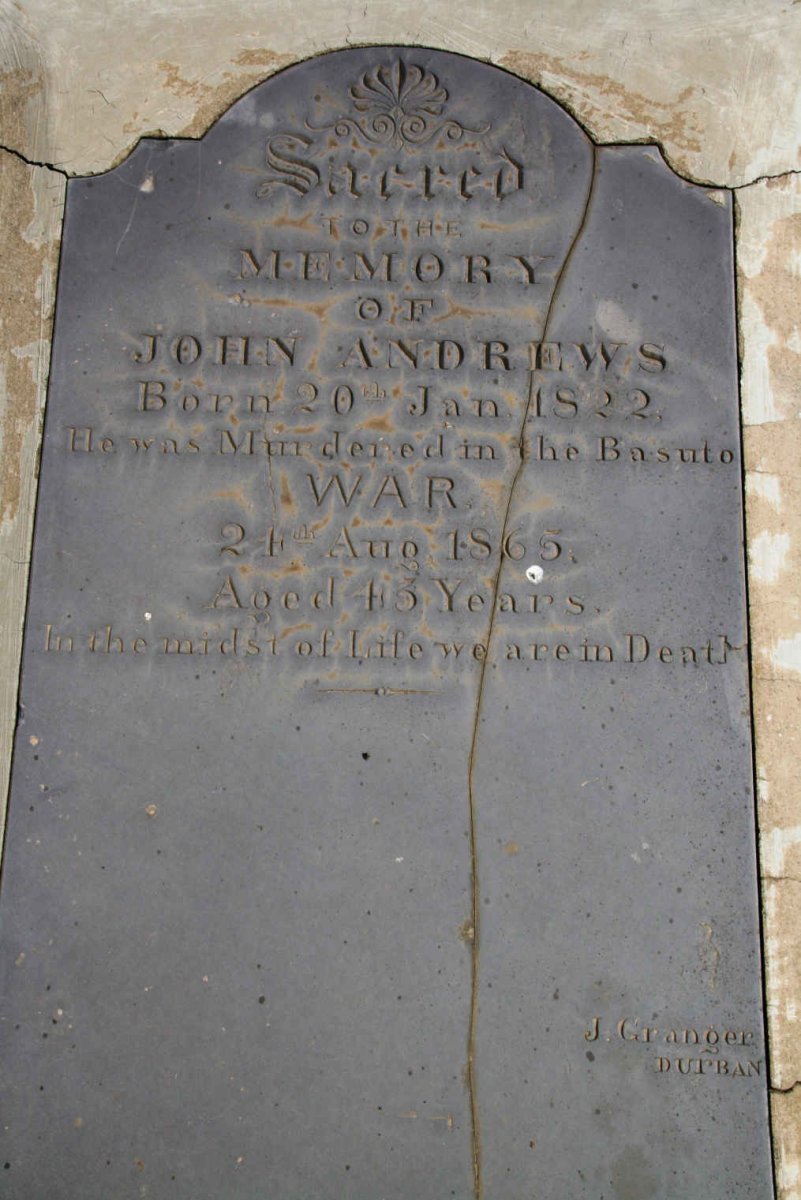 Sacred
TO THE
MEMORY
OF
JOHN ANDREWS
Born 20th Jan. 1822,
He was Murdered in the Basuto
WAR
24th Aug. 1865.
Aged 43 Years.
In the midst of Life we are in Death
J. Granger.
DURBAN